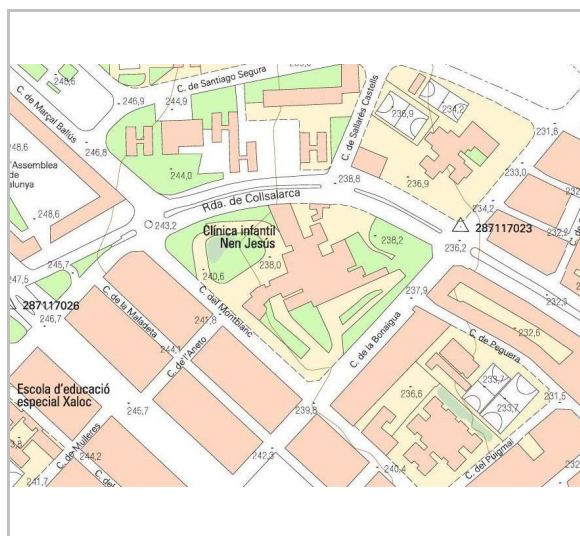 248,6
C. de Santiago Segura
246,9
244,9
C. de Marçal Ballús
C. de Sallarès Castells
236,9
234,2
231,8
248,6
246,8
l'Assemblea
de
alunya
244,0
238,8
236,9
233,0
Rda. de Collsalarca
248,6
243,2
Clínica infantil
Nen Jesús
234,2
287117023
238,2
236,2
232,2
245,7
247,5
240,6
238,0
287117026
246,7
C. de la Maladeta
C. del Montblanc
241,8
237,9
232,3
C. de la Bonaigua
232,6
C. de Peguera
244,1
C. de l'Aneto
Escola d'educació
especial Xaloc
245,7
239,8
236,6
233,7
233,7
231,5
C. de Mulleres
244,2
242,3
240,4
C. del Puigmal
241,7